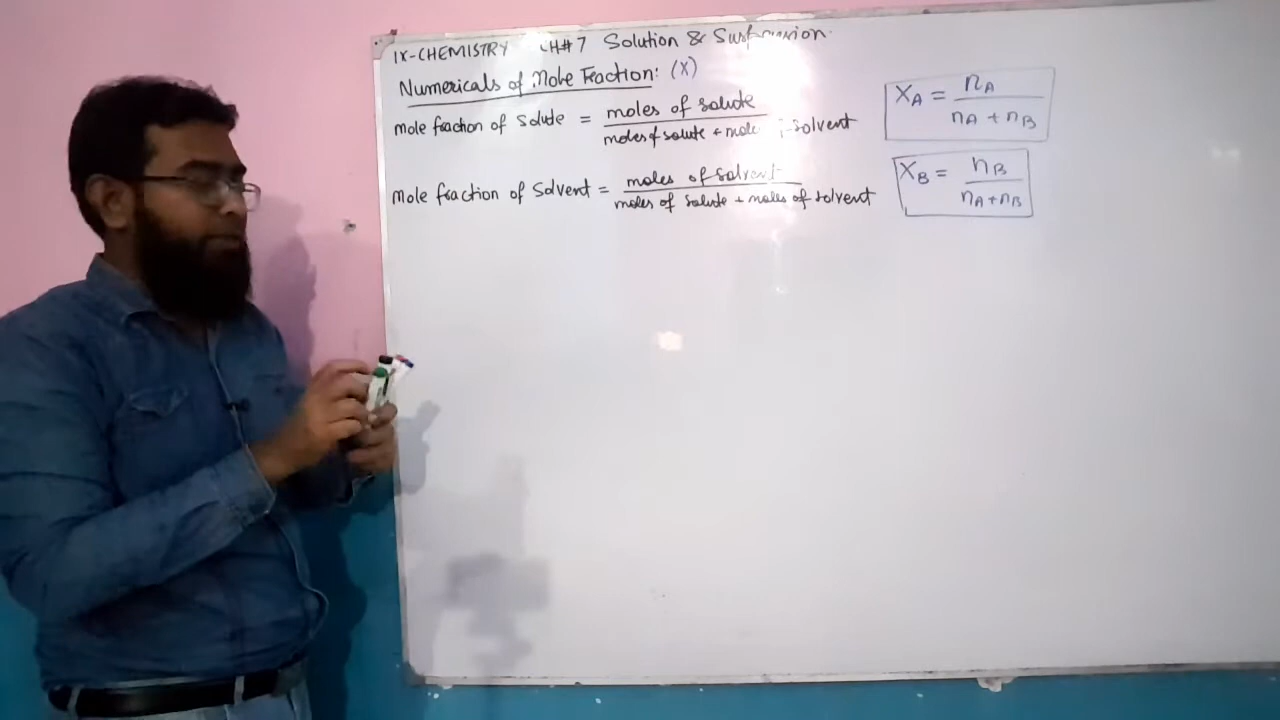 IX-CHEMISTRY CH#7 Solution & Suspension.
Numericals of Mole Fraction: (X)
Mole fraction of Solute = moles of solute / moles of solute + mole solvent
XA = nA / nA + nB
Mole fraction of Solvent = moles of solvent / moles of solute + moles of solvent
XB = nB / nA+nB